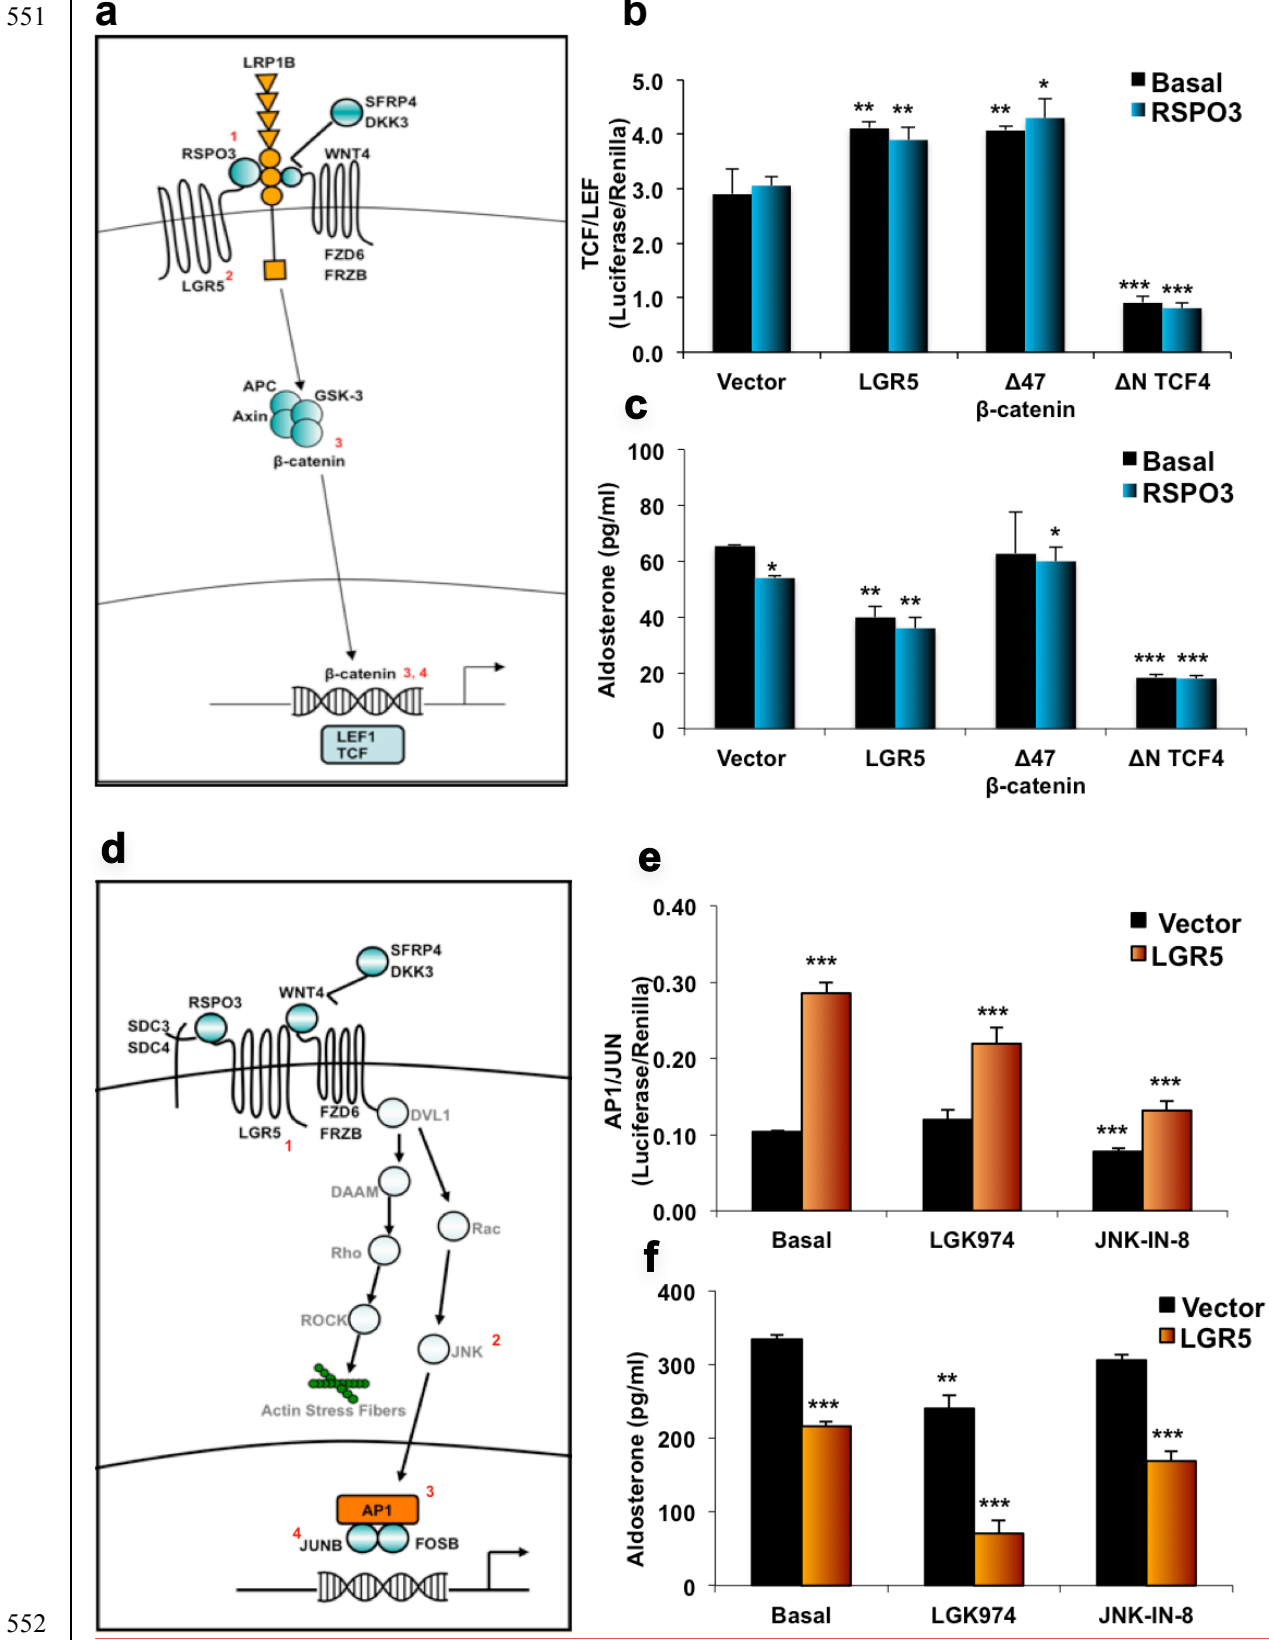 551
a
LRP1B
SFRP4
DKK3
1
RSPO3
WNT4
FZD6
FRZB
LGR5 2
APC
GSK-3
Axin
3
β-catenin
β-catenin 3, 4
LEF1
TCF
b
5.0
4.0
3.0
2.0
1.0
0.0
TCF/LEF
(Luciferase/Renilla)
Basal
RSPO3
** ** ** * *** ***
Vector LGR5 Δ47 ΔN TCF4
β-catenin
c
100
80
60
40
20
0
Aldosterone (pg/ml)
Basal
RSPO3
* ** ** * *** ***
Vector LGR5 Δ47 ΔN TCF4
β-catenin
d
SFRP4
DKK3
WNT4
RSPO3
SDC3
SDC4
FZD6
FRZB
LGR5 1
DVL1
DAAM
Rac
Rho
ROCK
JNK 2
Actin Stress Fibers
3
AP1
4 JUNB FOSB
e
0.40
0.30
0.20
0.10
0.00
AP1/JUN
(Luciferase/Renilla)
Vector
LGR5
*** *** *** ***
Basal LGK974 JNK-IN-8
f
400
300
200
100
0
Aldosterone (pg/ml)
Vector
LGR5
*** ** *** ***
Basal LGK974 JNK-IN-8
552